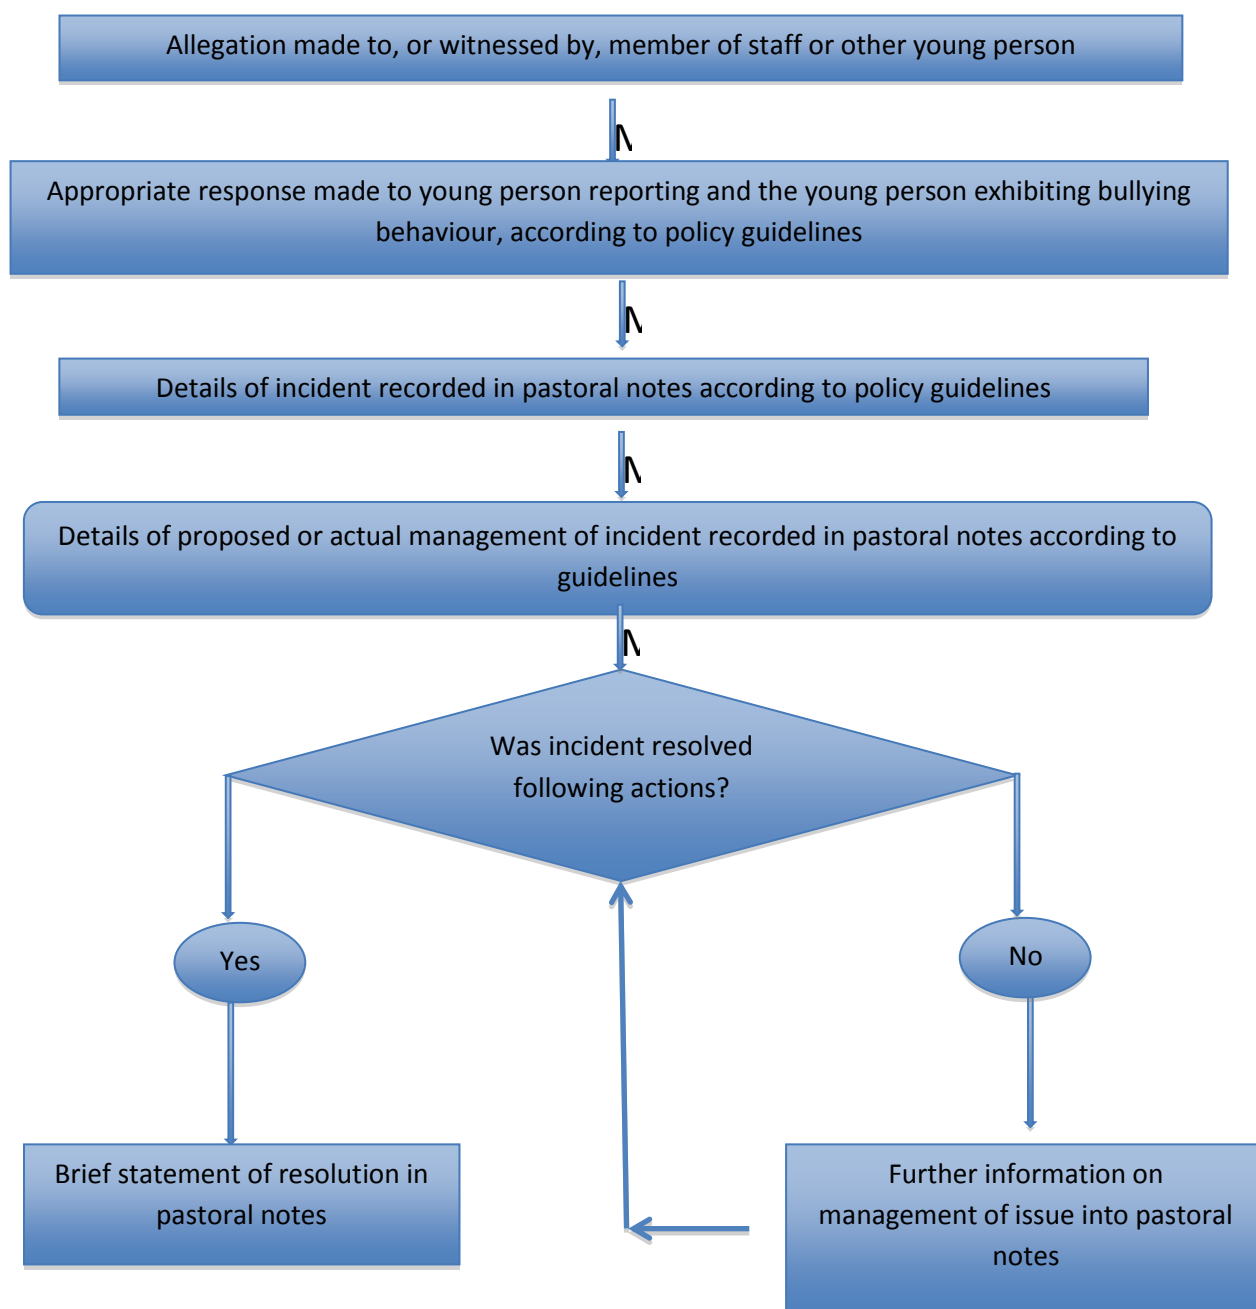 Allegation made to, or witnessed by, member of staff or other young person
Appropriate response made to young person reporting and the young person exhibiting bullying
behaviour, according to policy guidelines
Details of incident recorded in pastoral notes according to policy guidelines
Details of proposed or actual management of incident recorded in pastoral notes according to
guidelines
Was incident resolved
following actions?
Yes
No
Brief statement of resolution in
pastoral notes
Further information on
management of issue into pastoral
notes